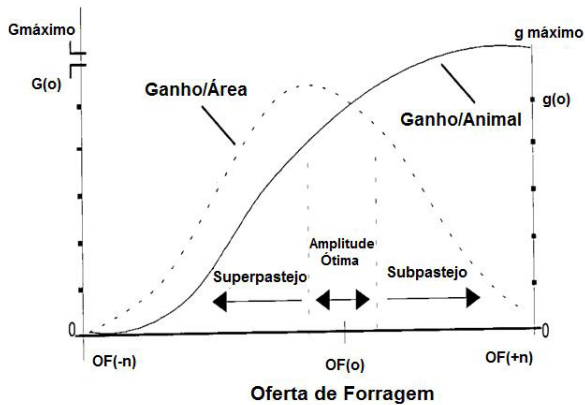 Gmáximo
g máximo
G(o)
g(o)
Ganho/Área
Ganho/Animal
Amplitude
Ótima
Superpastejo
Subpastejo
0
0
OF(-n)
OF(o)
OF(+n)
Oferta de Forragem